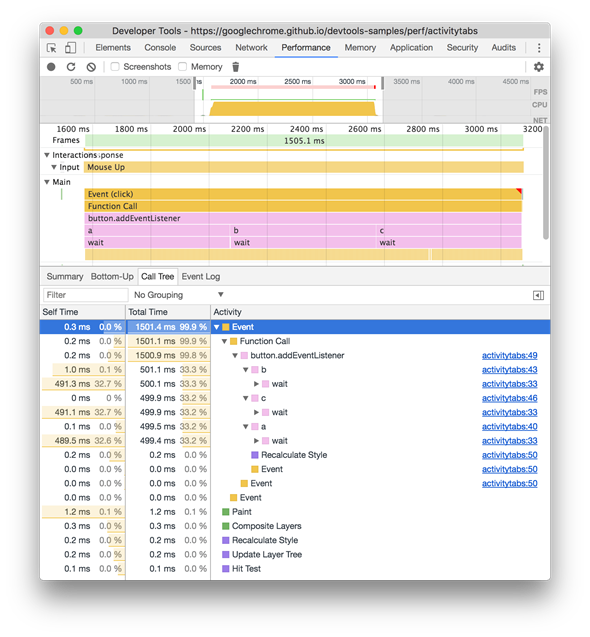 Developer Tools - https://googlechrome.github.io/devtools-samples/perf/activitytabs
Elements Console Sources Network Performance Memory Application Security Audits
Screenshots Memory
500 ms 1000 ms 1500 ms 2000 ms 2500 ms 3000 ms 3500 ms 4000 ms 4500 ms
FPS
CPU
NET
1600 ms 1800 ms 2000 ms 2200 ms 2400 ms 2600 ms 2800 ms 3000 ms 3200
Frames 1505.1 ms
Interactions ponse
Input Mouse Up
Main
Event (click)
Function Call
button.addEventListener
a b c
wait wait wait
Summary Bottom-Up Call Tree Event Log
Filter No Grouping
Self Time Total Time Activity
0.3 ms 0.0 % 1501.4 ms 99.9 % Event
0.2 ms 0.0 % 1501.1 ms 99.9 % Function Call
0.2 ms 0.0 % 1500.9 ms 99.8 % button.addEventListener activitytabs:49
1.0 ms 0.1 % 501.1 ms 33.3 % b activitytabs:43
491.3 ms 32.7 % 500.1 ms 33.3 % wait activitytabs:33
0 ms 0 % 499.9 ms 33.2 % c activitytabs:46
491.1 ms 32.7 % 499.9 ms 33.2 % wait activitytabs:33
0.1 ms 0.0 % 499.5 ms 33.2 % a activitytabs:40
489.5 ms 32.6 % 499.4 ms 33.2 % wait activitytabs:33
0.2 ms 0.0 % 0.2 ms 0.0 % Recalculate Style activitytabs:50
0.0 ms 0.0 % 0.0 ms 0.0 % Event activitytabs:50
0.0 ms 0.0 % 0.0 ms 0.0 % Event activitytabs:50
0.0 ms 0.0 % 0.0 ms 0.0 % Event
1.2 ms 0.1 % 1.2 ms 0.1 % Paint
0.3 ms 0.0 % 0.3 ms 0.0 % Composite Layers
0.2 ms 0.0 % 0.2 ms 0.0 % Recalculate Style
0.2 ms 0.0 % 0.2 ms 0.0 % Update Layer Tree
0.1 ms 0.0 % 0.1 ms 0.0 % Hit Test